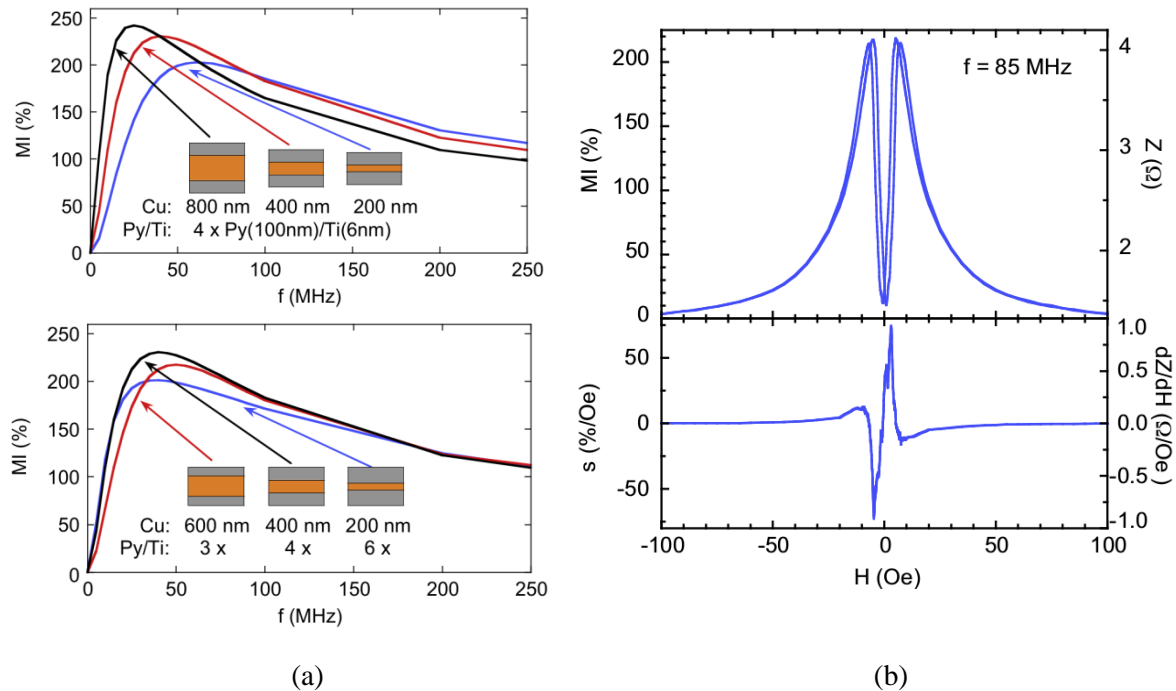 250
200
150
100
50
0
MI (%)
Cu: 800 nm 400 nm 200 nm
Py/Ti: 4 x Py(100nm)/Ti(6nm)
0 50 100 150 200 250
f (MHz)
250
200
150
100
50
0
MI (%)
Cu: 600 nm 400 nm 200 nm
Py/Ti: 3 x 4 x 6 x
0 50 100 150 200 250
f (MHz)
(a)
f = 85 MHz
200
150
100
50
0
MI (%)
4
3
2
Z (Ω)
50
0
-50
s (%/Oe)
1.0
0.5
0.0
-0.5
-1.0
dZ/dH (Ω/Oe)
-100 -50 0 50 100
H (Oe)
(b)